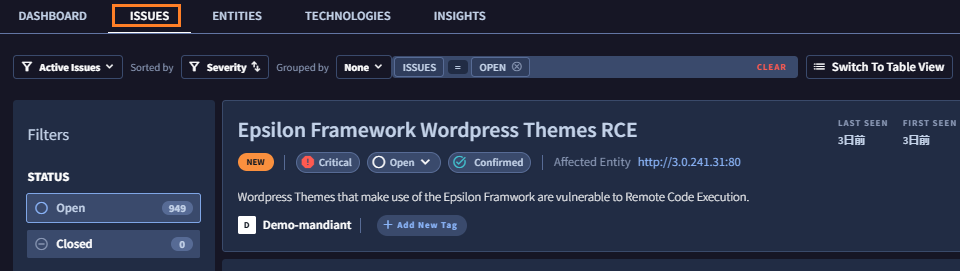 DASHBOARD ISSUES ENTITIES TECHNOLOGIES INSIGHTS
Active Issues Sorted by Severity Grouped by None ISSUES = OPEN CLEAR Switch To Table View
Filters
STATUS
Open 949
Closed 0
Epsilon Framework Wordpress Themes RCE
LAST SEEN FIRST SEEN
3日前 3日前
NEW Critical Open Confirmed Affected Entity http://3.0.241.31:80
Wordpress Themes that make use of the Epsilon Framwork are vulnerable to Remote Code Execution.
D Demo-mandiant + Add New Tag